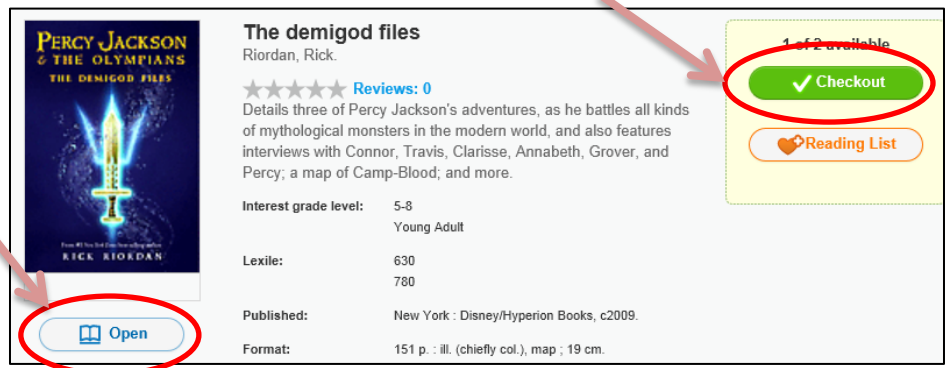 PERCY JACKSON
& THE OLYMPIANS
THE DEMIGOD FILES
RICK RIORDAN
Open
The demigod files
Riordan, Rick.
Reviews: 0
Details three of Percy Jackson's adventures, as he battles all kinds
of mythological monsters in the modern world, and also features
interviews with Connor, Travis, Clarisse, Annabeth, Grover, and
Percy; a map of Camp-Blood; and more.
Interest grade level: 5-8
Young Adult
Lexile: 630
780
Published: New York : Disney/Hyperion Books, c2009.
Format: 151 p. : ill. (chiefly col.), map ; 19 cm.
1 of 2 available
Checkout
Reading List